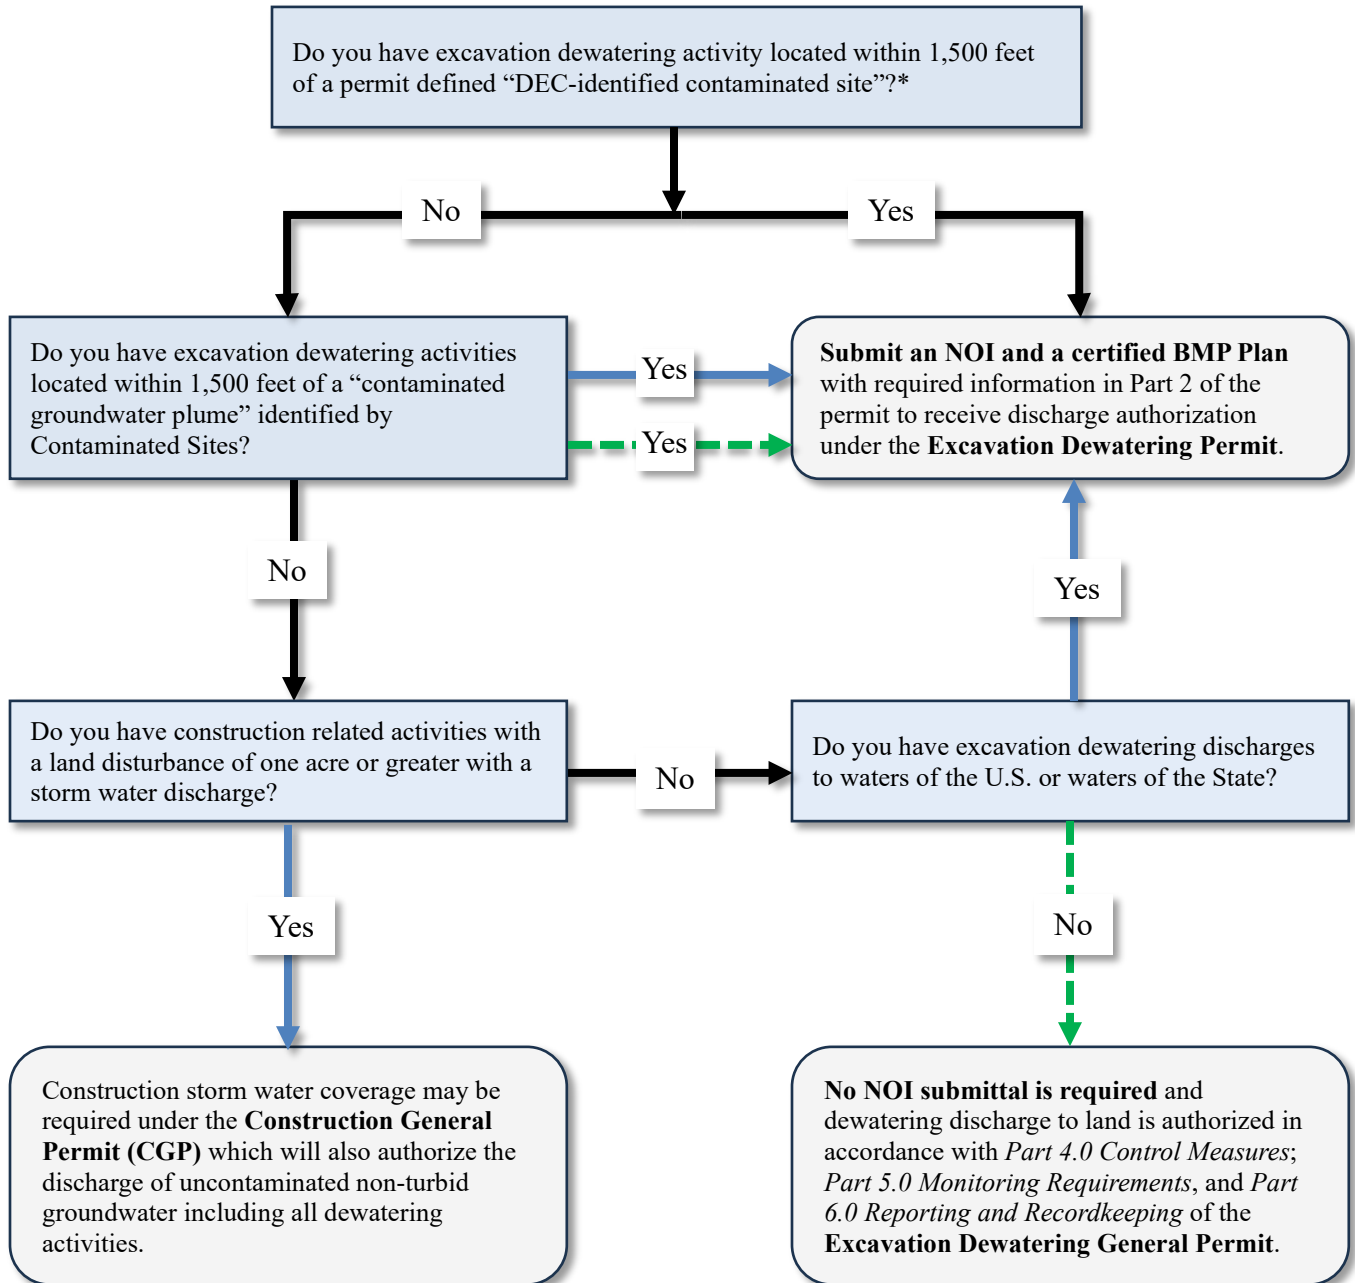 Do you have excavation dewatering activity located within 1,500 feet
of a permit defined “DEC-identified contaminated site”?*
No
Yes
Do you have excavation dewatering activities
located within 1,500 feet of a “contaminated
groundwater plume” identified by
Contaminated Sites?
Yes
Yes
Submit an NOI and a certified BMP Plan
with required information in Part 2 of the
permit to receive discharge authorization
under the Excavation Dewatering Permit.
No
Yes
Do you have construction related activities with
a land disturbance of one acre or greater with a
storm water discharge?
No
Do you have excavation dewatering discharges
to waters of the U.S. or waters of the State?
Yes
No
Construction storm water coverage may be
required under the Construction General
Permit (CGP) which will also authorize the
discharge of uncontaminated non-turbid
groundwater including all dewatering
activities.
No NOI submittal is required and
dewatering discharge to land is authorized in
accordance with Part 4.0 Control Measures;
Part 5.0 Monitoring Requirements, and Part
6.0 Reporting and Recordkeeping of the
Excavation Dewatering General Permit.